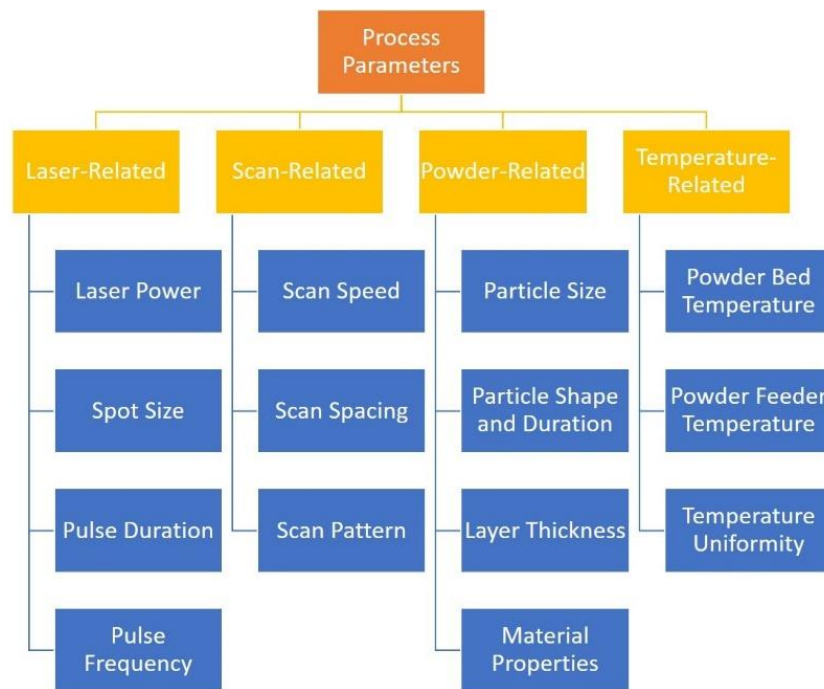 Process
Parameters
Laser-Related
Scan-Related
Powder-Related
Temperature-
Related
Laser Power
Spot Size
Pulse Duration
Pulse
Frequency
Scan Speed
Scan Spacing
Scan Pattern
Particle Size
Particle Shape
and Duration
Layer Thickness
Material
Properties
Powder Bed
Temperature
Powder Feeder
Temperature
Temperature
Uniformity